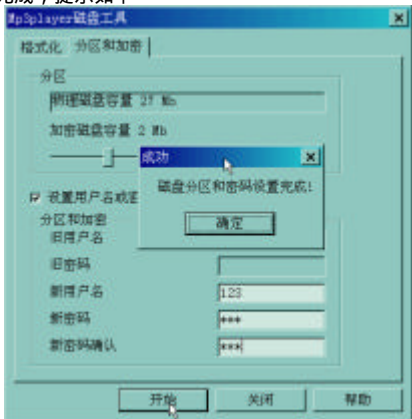 完成，提示如下
Mp3player磁盘工具
格式化 分区和加密
分区
物理磁盘容量 27 Mb
加密磁盘容量 2 Mb
成功
磁盘分区和密码设置完成!
确定
设置用户名或密
分区和加密
旧用户名
旧密码
新用户名 123
新密码 ***
新密码确认 ***
开始 关闭 帮助